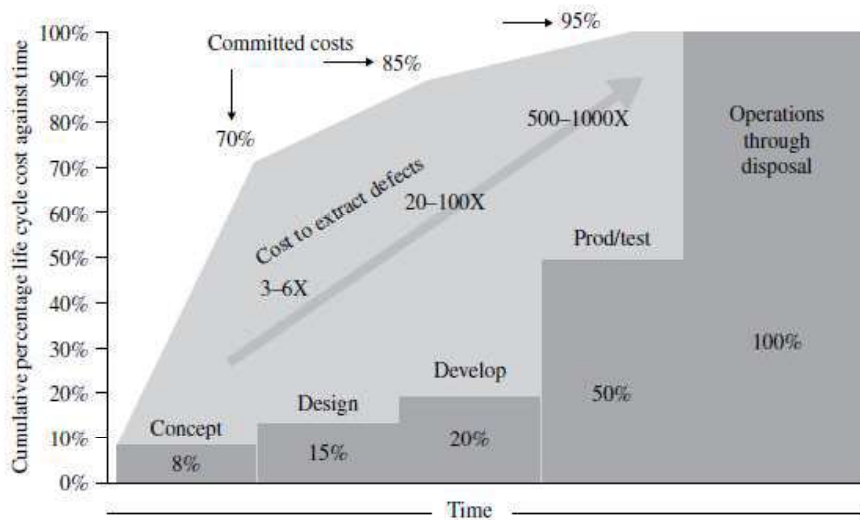 Cumulative percentage life cycle cost against time
100%
90%
80%
70%
60%
50%
40%
30%
20%
10%
0%
Committed costs
70%
85%
95%
Cost to extract defects
3–6X
20–100X
500–1000X
Concept
8%
Design
15%
Develop
20%
Prod/test
50%
Operations
through
disposal
100%
Time